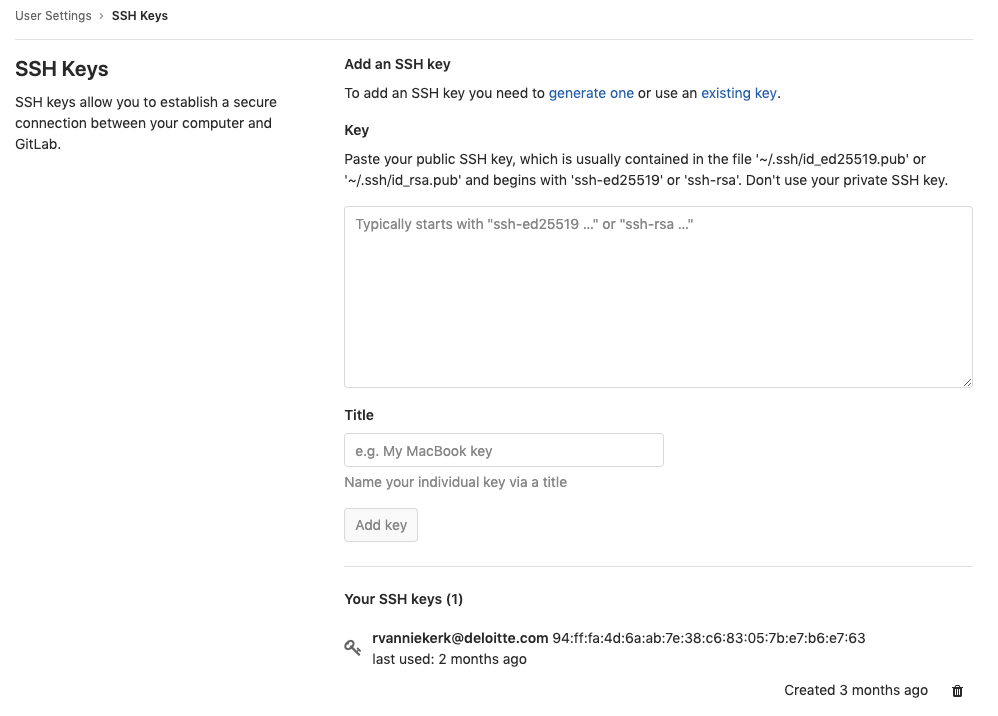 User Settings › SSH Keys
SSH Keys
SSH keys allow you to establish a secure
connection between your computer and
GitLab.
Add an SSH key
To add an SSH key you need to generate one or use an existing key.
Key
Paste your public SSH key, which is usually contained in the file '~/.ssh/id_ed25519.pub' or
'~/.ssh/id_rsa.pub' and begins with 'ssh-ed25519' or 'ssh-rsa'. Don't use your private SSH key.
Typically starts with "ssh-ed25519 ..." or "ssh-rsa ..."
Title
e.g. My MacBook key
Name your individual key via a title
Add key
Your SSH keys (1)
rvanniekerk@deloitte.com 94:ff:fa:4d:6a:ab:7e:38:c6:83:05:7b:e7:b6:e7:63
last used: 2 months ago
Created 3 months ago